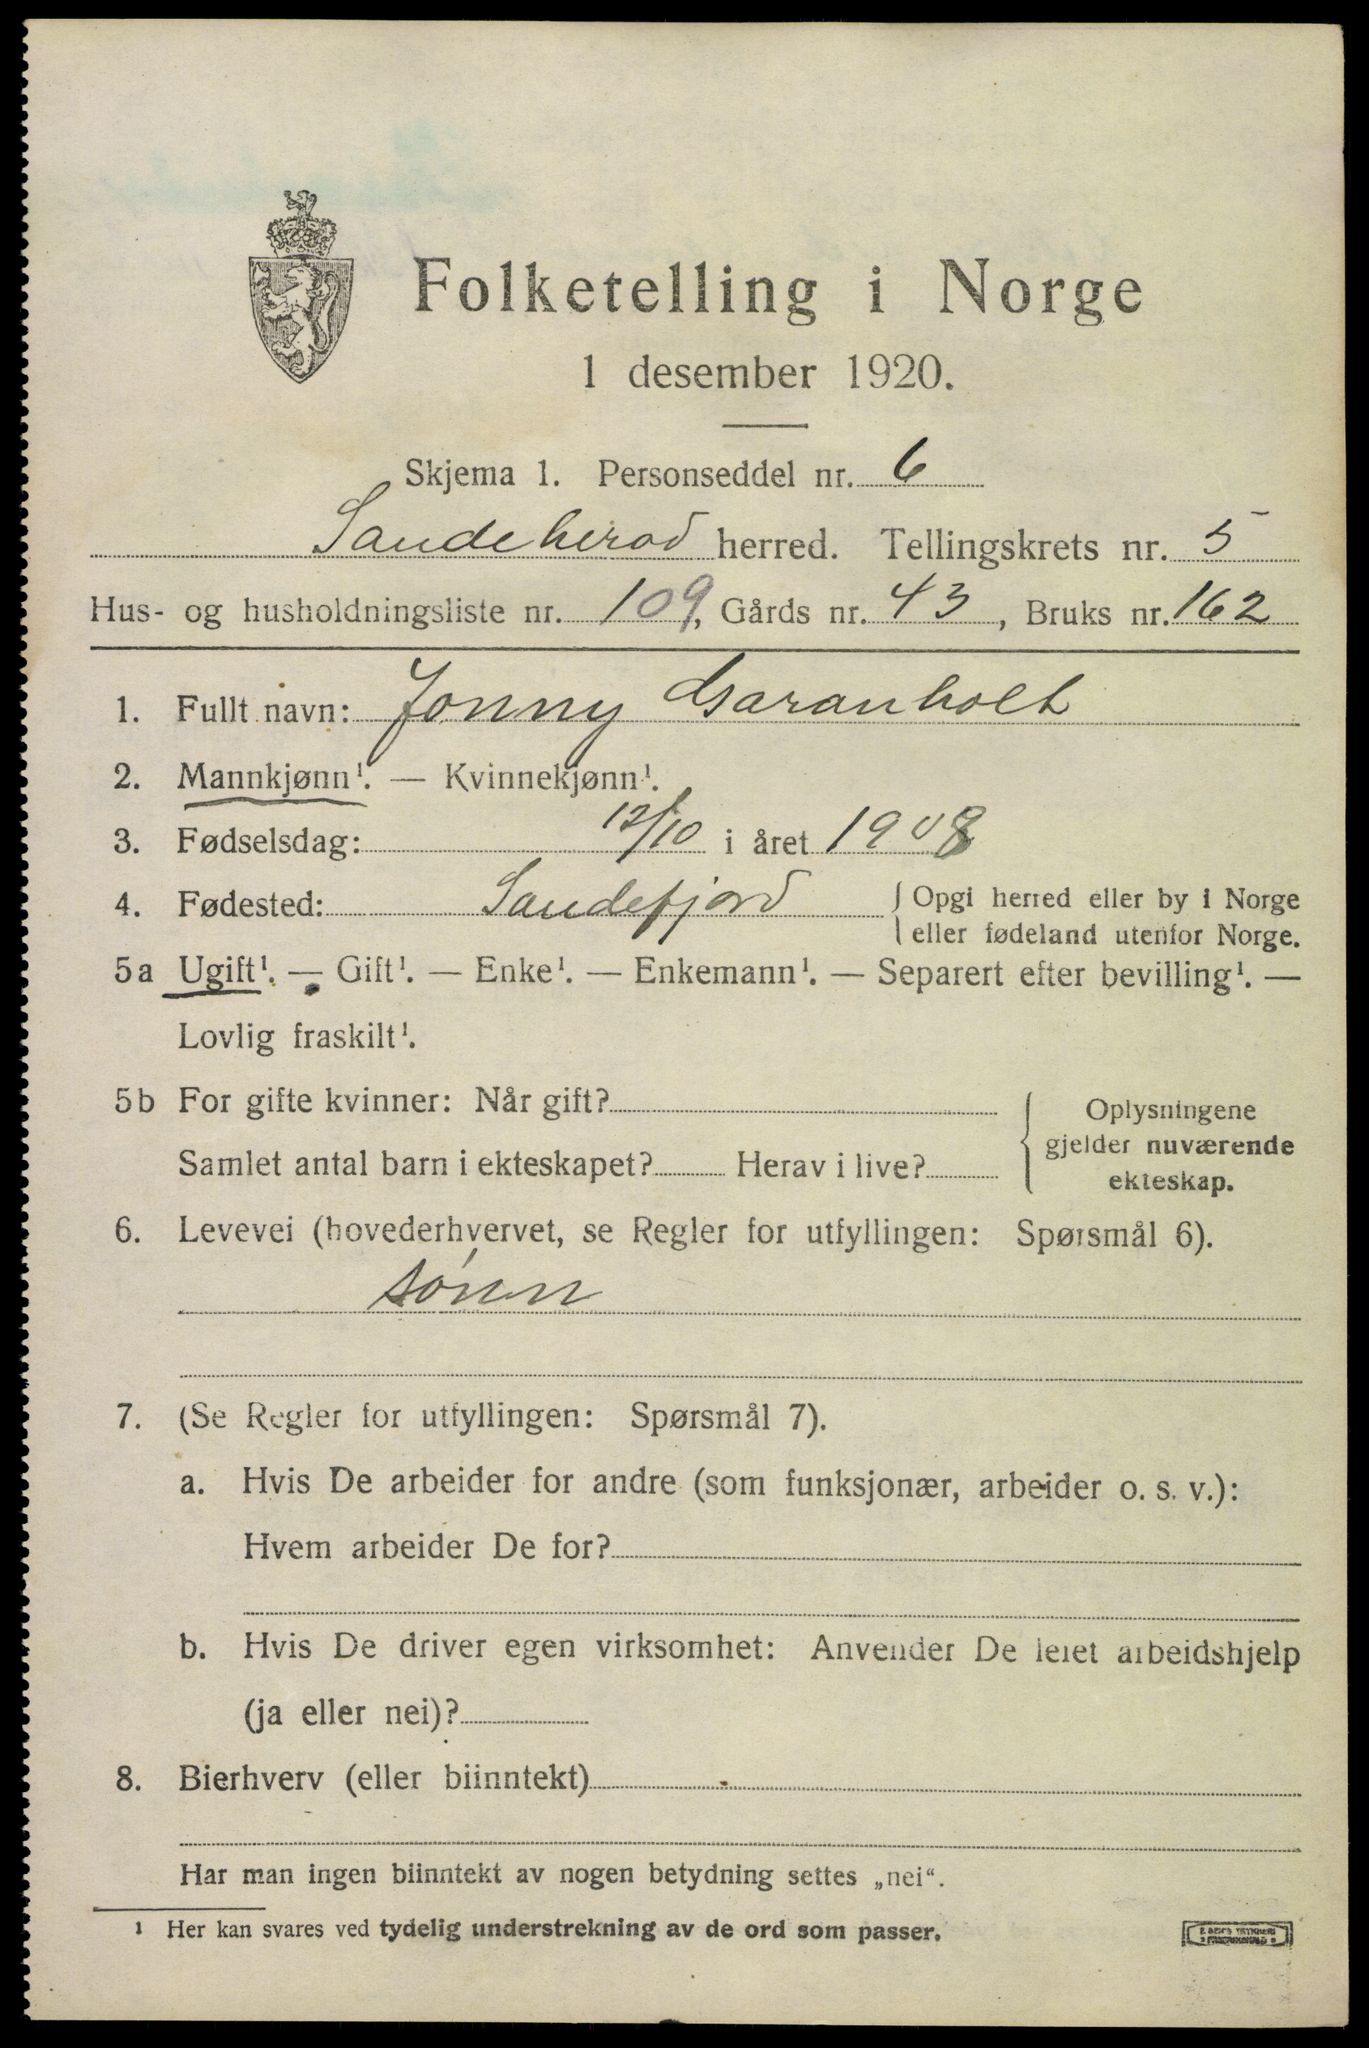 Folketelling i Norge
1 desember 1920.
Skjema 1. Personseddel nr. 6
Sandeherod herred. Tellingskrets nr. 5
Hus- og husholdningsliste nr. 109, Gårds nr. 43, Bruks nr. 162
1. Fullt navn: Jonny Garanholt
2. Mannkjønn¹. — Kvinnekjønn¹.
3. Fødselsdag: 12/10 i året 1908
4. Fødested: Sandefjord { Opgi herred eller by i Norge
eller fødeland utenfor Norge.
5a Ugift¹. — Gift¹. — Enke¹. — Enkemann¹. — Separert efter bevilling¹. —
Lovlig fraskilt¹.
5b For gifte kvinner: Når gift? { Oplysningene
gjelder nuværende
Samlet antal barn i ekteskapet? Herav i live?
ekteskap.
6. Levevei (hovederhvervet, se Regler for utfyllingen: Spørsmål 6).
sønn
7. (Se Regler for utfyllingen: Spørsmål 7).
a. Hvis De arbeider for andre (som funksjonær, arbeider o. s. v.):
Hvem arbeider De for?
b. Hvis De driver egen virksomhet: Anvender De leiet arbeidshjelp
(ja eller nei)?
8. Bierhverv (eller biinntekt)
Har man ingen biinntekt av nogen betydning settes „nei“.
¹ Her kan svares ved tydelig understrekning av de ord som passer.